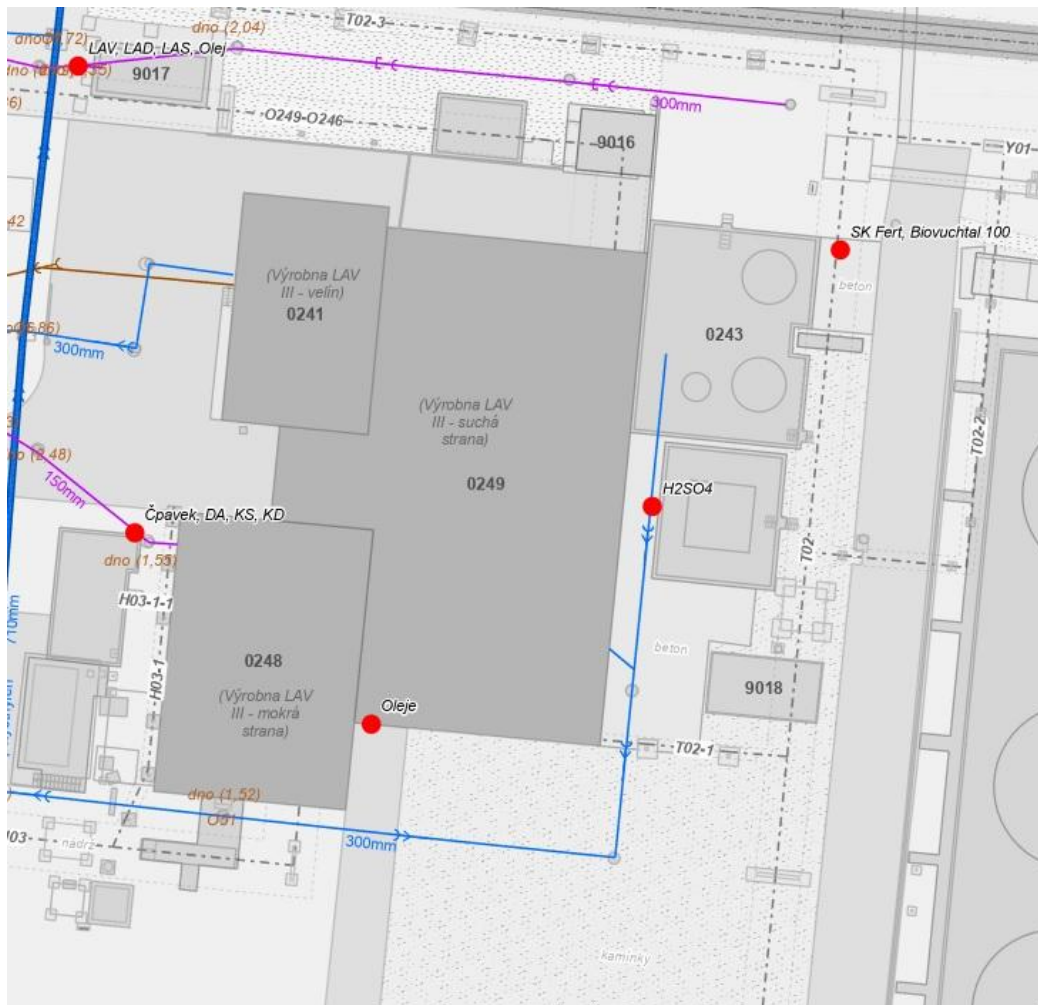 T02-3
dno (2,04)
LAV, LAD, LAS, Olej
9017
300mm
O249-O246
9016
Y01
SK Fert, Biovuchtal 100
beton
(Výrobna LAV
III - velín)
0241
0243
300mm
(Výrobna LAV
III - suchá
strana)
0249
T02-2
H2SO4
150mm
Čpavek, DA, KS, KD
dno (1,55)
T02
H03-1-1
710mm
H03-1
0248
(Výrobna LAV
III - mokrá
strana)
beton
9018
Oleje
T02-1
dno (1,52)
300mm
nádrž
kamínky